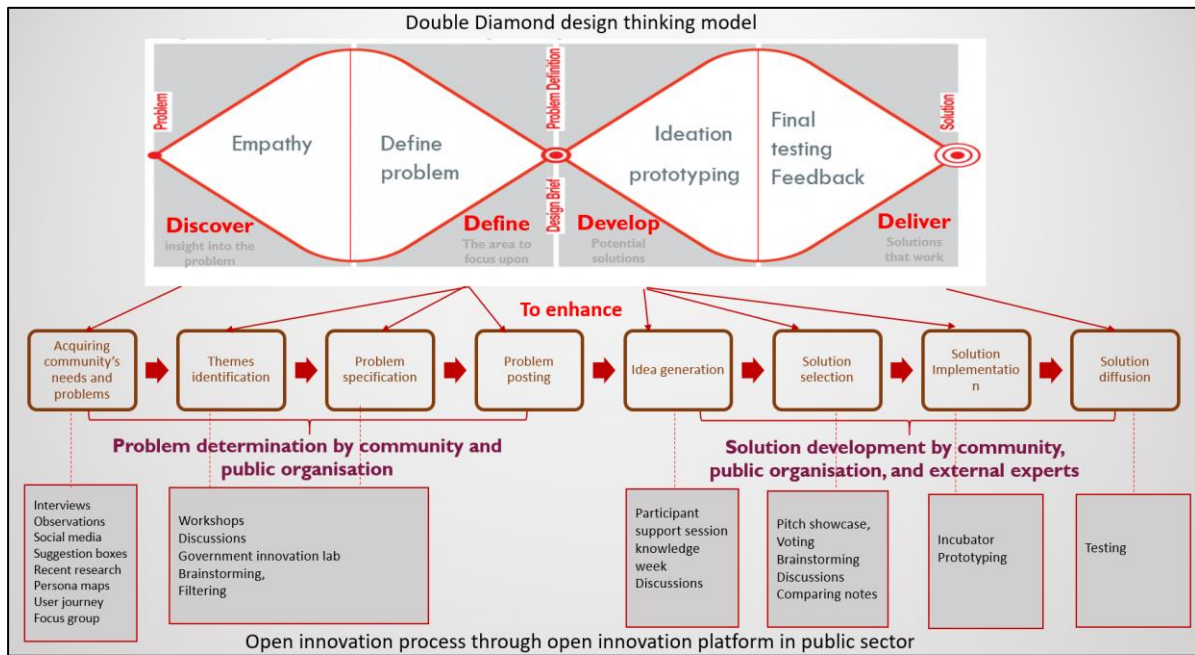 Double Diamond design thinking model
Problem
Empathy
Define
problem
Problem Definition
Design Brief
Ideation
prototyping
Final
testing
Feedback
Solution
Discover
insight into the
problem
Define
The area to
focus upon
Develop
Potential
solutions
Deliver
Solutions
that work
To enhance
Acquiring
community's
needs and
problems
Themes
identification
Problem
specification
Problem
posting
Idea generation
Solution
selection
Solution
Implementatio
n
Solution
diffusion
Problem determination by community and
public organisation
Solution development by community,
public organisation, and external experts
Interviews
Observations
Social media
Suggestion boxes
Recent research
Persona maps
User journey
Focus group
Workshops
Discussions
Government innovation lab
Brainstorming,
Filtering
Participant
support session
knowledge
week
Discussions
Pitch showcase,
Voting
Brainstorming
Discussions
Comparing notes
Incubator
Prototyping
Testing
Open innovation process through open innovation platform in public sector